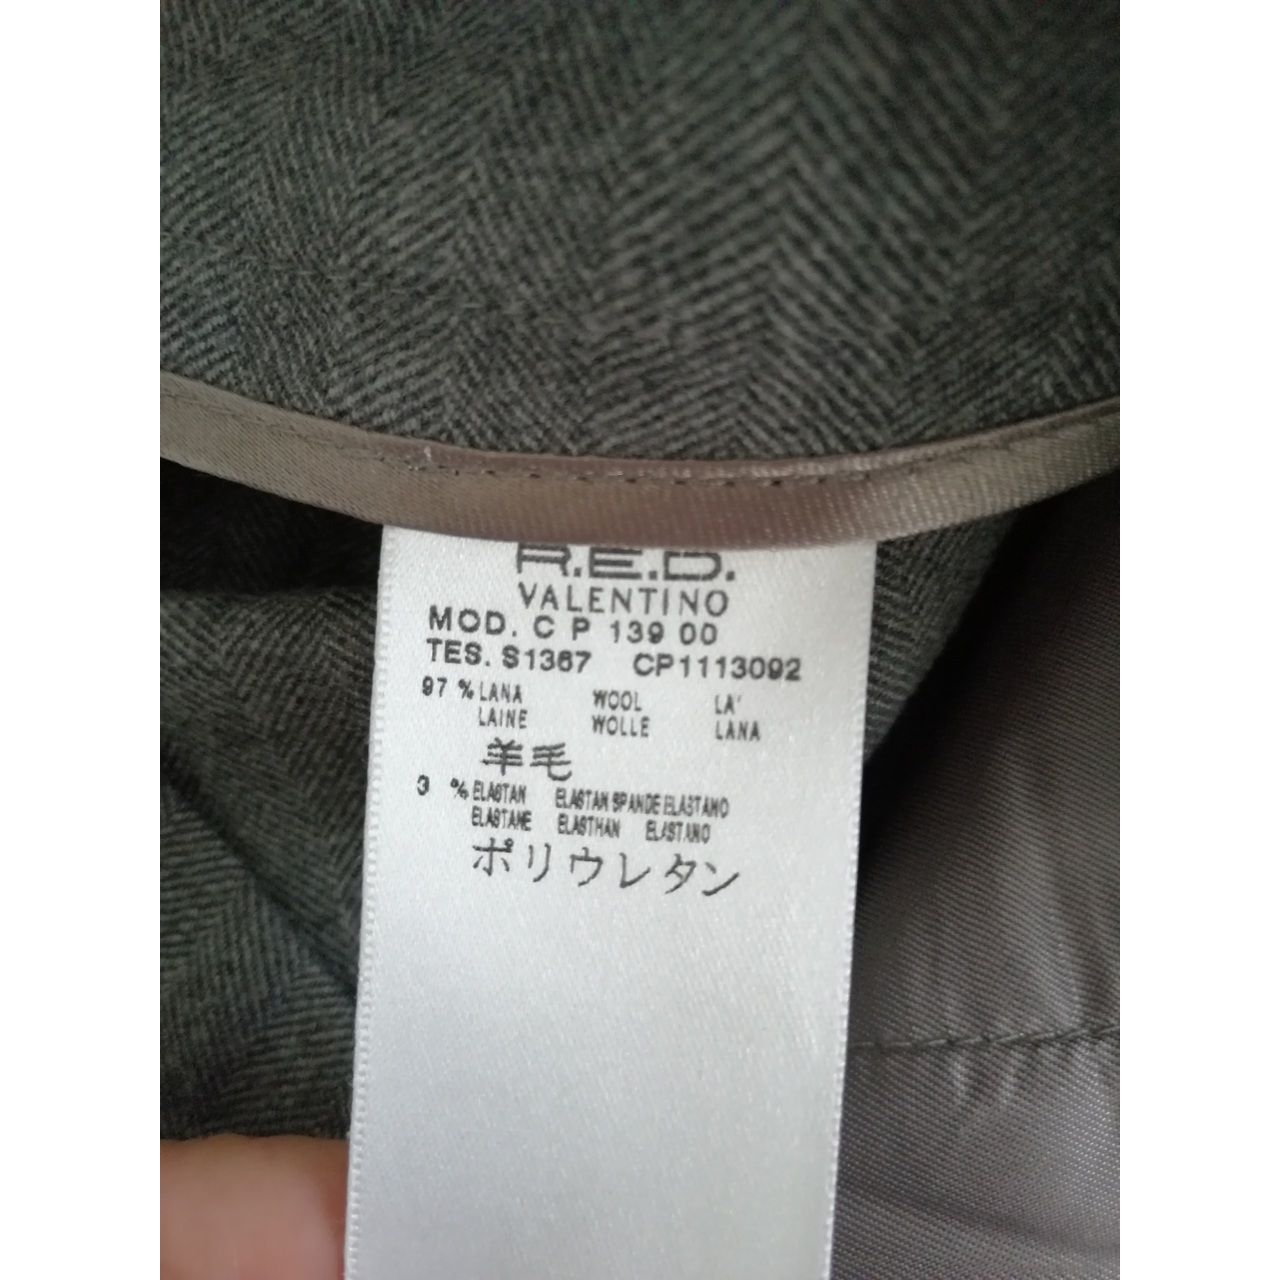 R.E.D.
VALENTINO
MOD. C P 139 00
TES. S1367 CP1113092
97 % LANA WOOL LA'
LAINE WOLLE LANA
羊毛
3 % ELASTAN ELASTAN SPANDE ELASTANO
ELASTANE ELASTHAN ELASTANO
ポリウレタン